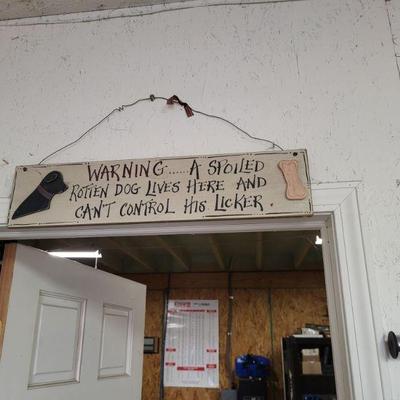 WARNING......A SPOILED
ROTTEN DOG LIVES HERE AND
CAN'T CONTROL HIS LICKER.